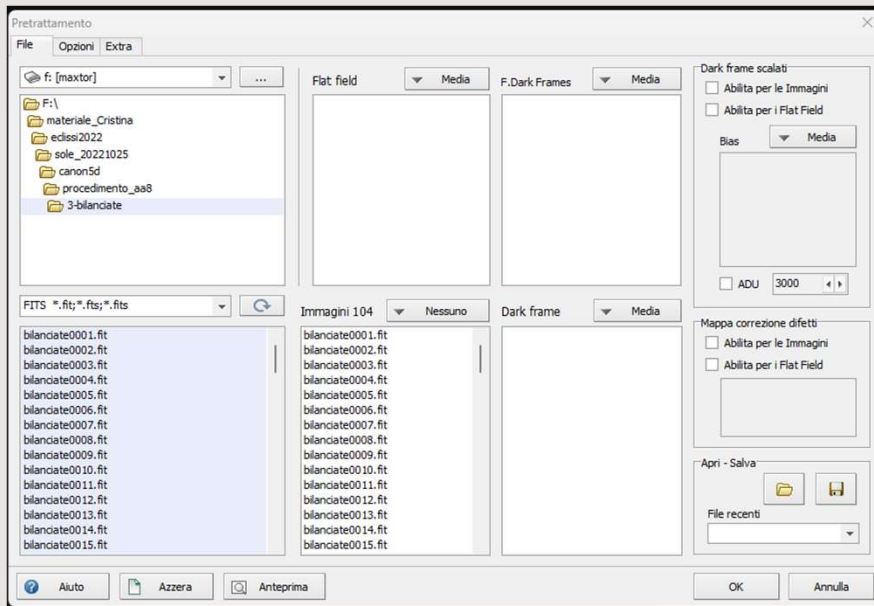 Pretrattamento
File
Opzioni
Extra
f: [maxtor]
...
F:\
materiale_Cristina
eclissi2022
sole_20221025
canon5d
procedimento_aa8
3-bilanciate
Flat field
Media
F.Dark Frames
Media
Dark frame scalati
Abilita per le Immagini
Abilita per i Flat Field
Bias
Media
ADU
3000
FITS *.fit;*.fts;*.fits
bilanciate0001.fit
bilanciate0002.fit
bilanciate0003.fit
bilanciate0004.fit
bilanciate0005.fit
bilanciate0006.fit
bilanciate0007.fit
bilanciate0008.fit
bilanciate0009.fit
bilanciate0010.fit
bilanciate0011.fit
bilanciate0012.fit
bilanciate0013.fit
bilanciate0014.fit
bilanciate0015.fit
Immagini 104
Nessuno
bilanciate0001.fit
bilanciate0002.fit
bilanciate0003.fit
bilanciate0004.fit
bilanciate0005.fit
bilanciate0006.fit
bilanciate0007.fit
bilanciate0008.fit
bilanciate0009.fit
bilanciate0010.fit
bilanciate0011.fit
bilanciate0012.fit
bilanciate0013.fit
bilanciate0014.fit
bilanciate0015.fit
Dark frame
Media
Mappa correzione difetti
Abilita per le Immagini
Abilita per i Flat Field
Apri - Salva
File recenti
Aiuto
Azzera
Anteprima
OK
Annulla